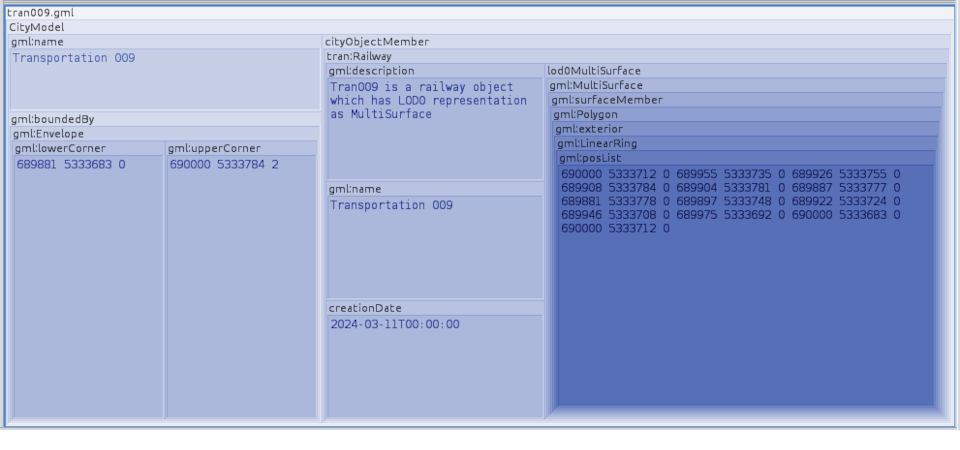 tran009.gml
CityModel
gml:name
Transportation 009
gml:boundedBy
gml:Envelope
gml:lowerCorner
689881 5333683 0
gml:upperCorner
690000 5333784 2
cityObjectMember
tran:Railway
gml:description
Tran009 is a railway object
which has LOD0 representation
as MultiSurface
gml:name
Transportation 009
creationDate
2024-03-11T00:00:00
lod0MultiSurface
gml:MultiSurface
gml:surfaceMember
gml:Polygon
gml:exterior
gml:LinearRing
gml:posList
690000 5333712 0 689955 5333735 0 689926 5333755 0
689908 5333784 0 689904 5333781 0 689887 5333777 0
689881 5333778 0 689897 5333748 0 689922 5333724 0
689946 5333708 0 689975 5333692 0 690000 5333683 0
690000 5333712 0